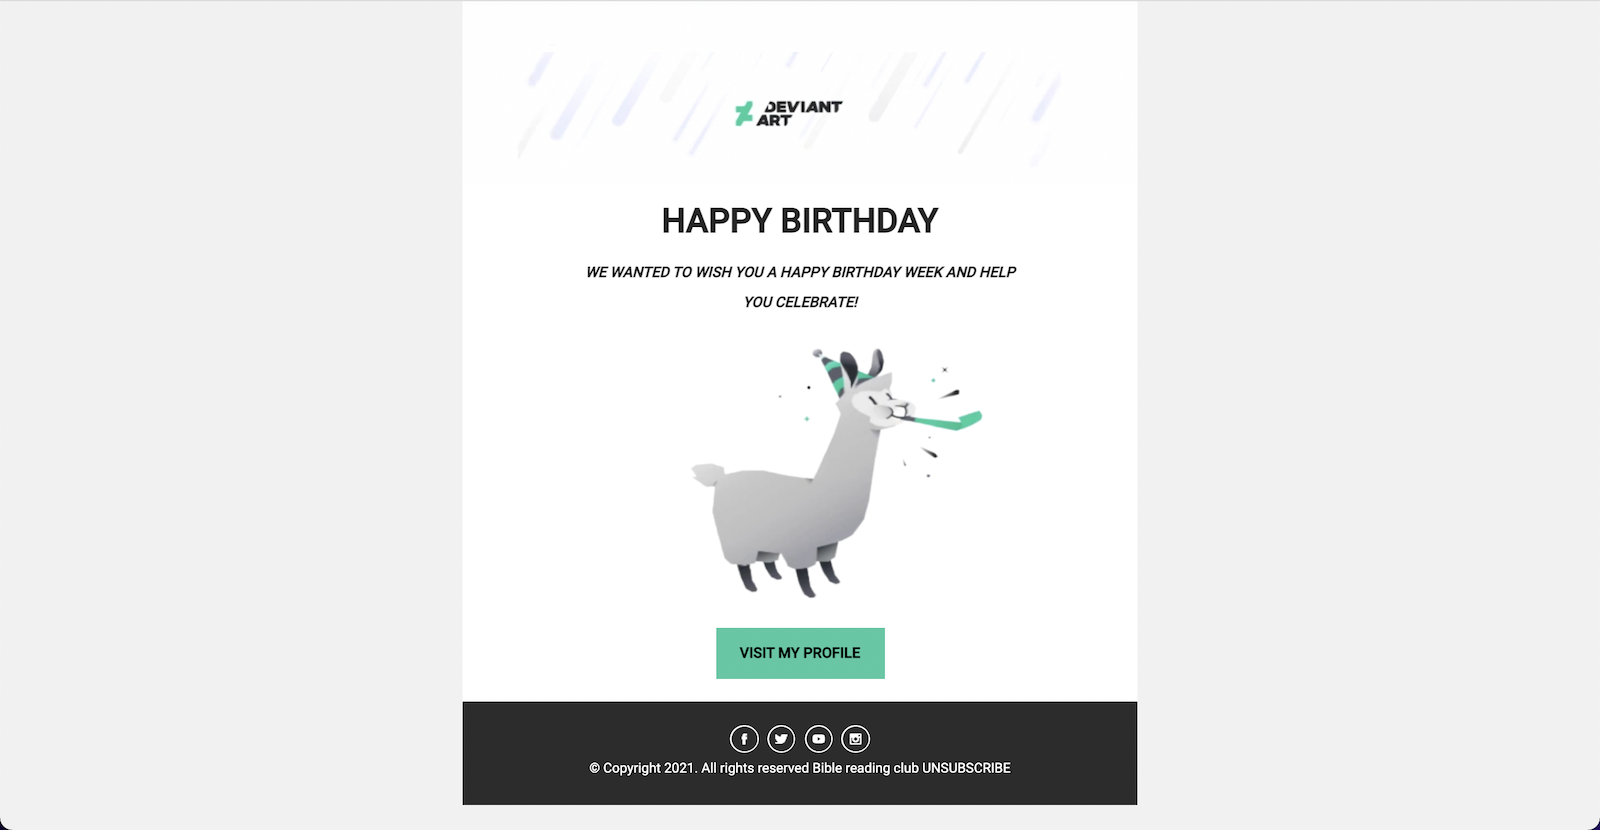 DEVIANT
ART
HAPPY BIRTHDAY
WE WANTED TO WISH YOU A HAPPY BIRTHDAY WEEK AND HELP
YOU CELEBRATE!
VISIT MY PROFILE
© Copyright 2021. All rights reserved Bible reading club UNSUBSCRIBE